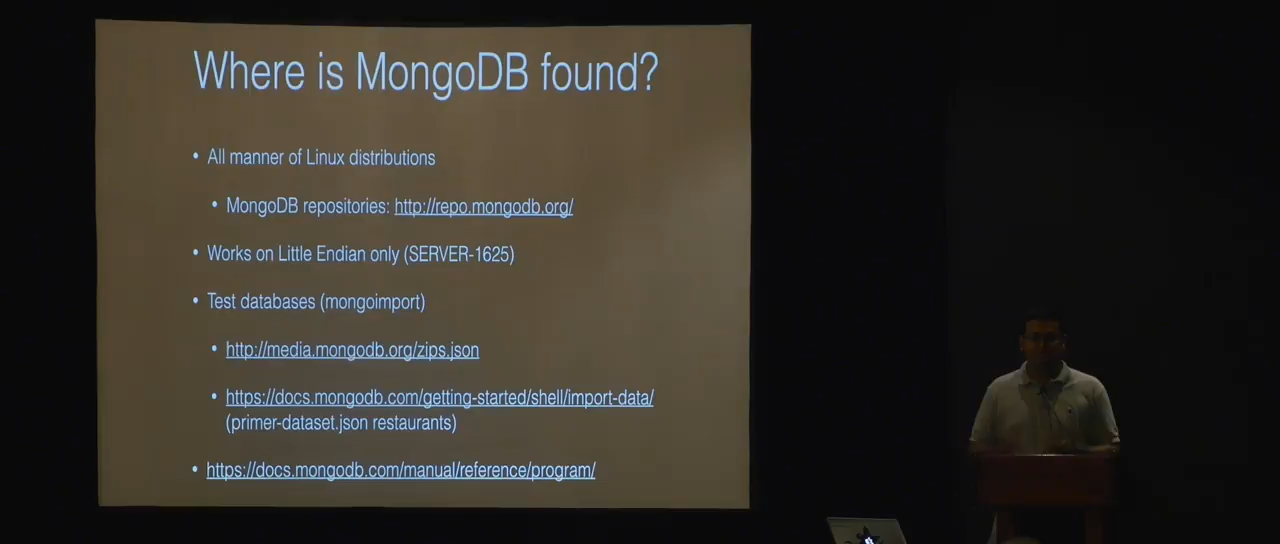 Where is MongoDB found?
• All manner of Linux distributions
• MongoDB repositories: http://repo.mongodb.org/
• Works on Little Endian only (SERVER-1625)
• Test databases (mongoimport)
• http://media.mongodb.org/zips.json
• https://docs.mongodb.com/getting-started/shell/import-data/
(primer-dataset.json restaurants)
• https://docs.mongodb.com/manual/reference/program/